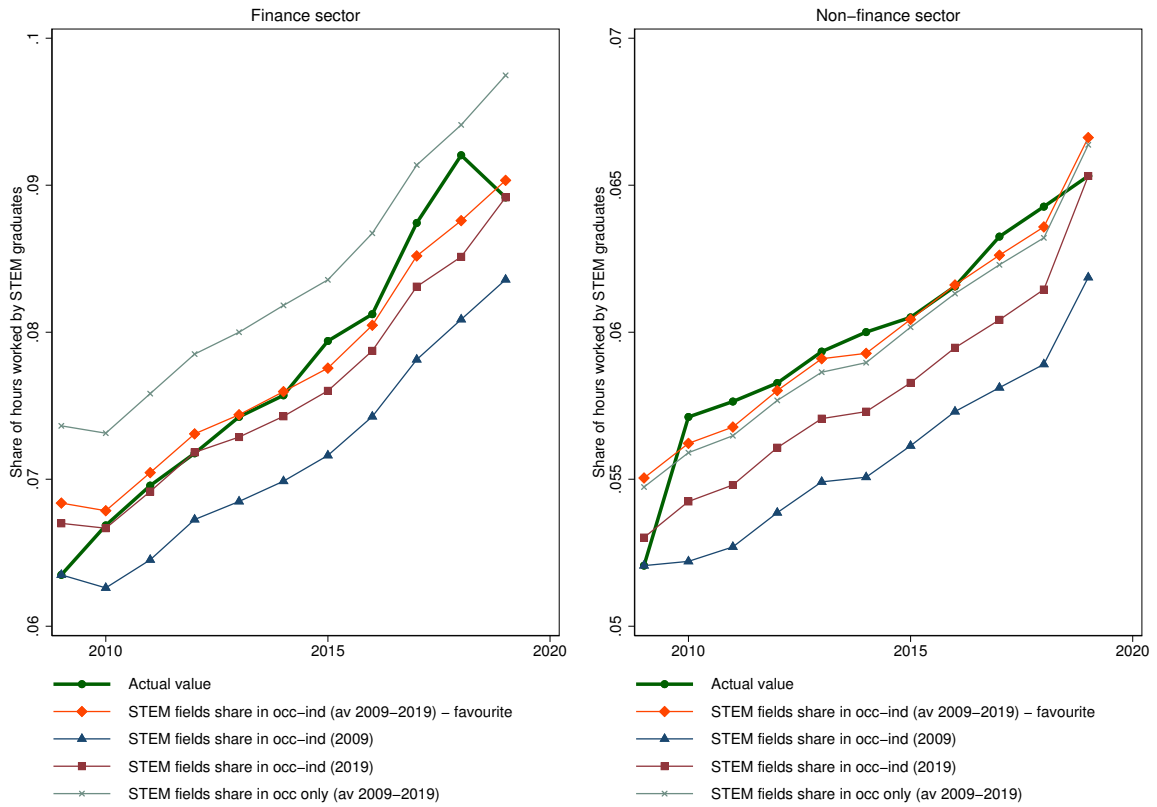 Finance sector
Share of hours worked by STEM graduates
.1
.09
.08
.07
.06
2010
2015
2020
Actual value
STEM fields share in occ−ind (av 2009−2019) − favourite
STEM fields share in occ−ind (2009)
STEM fields share in occ−ind (2019)
STEM fields share in occ only (av 2009−2019)
Non−finance sector
Share of hours worked by STEM graduates
.07
.065
.06
.055
.05
2010
2015
2020
Actual value
STEM fields share in occ−ind (av 2009−2019) − favourite
STEM fields share in occ−ind (2009)
STEM fields share in occ−ind (2019)
STEM fields share in occ only (av 2009−2019)